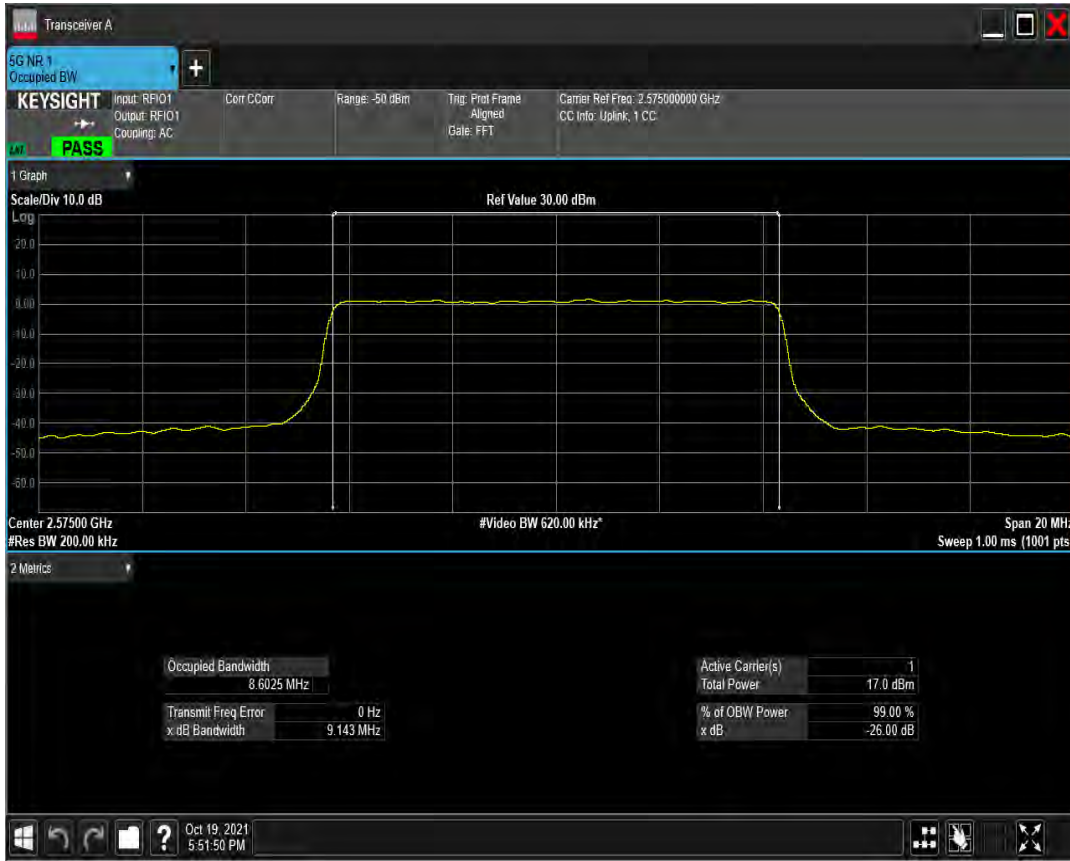 Transceiver A
5G NR 1
Occupied BW
+
KEYSIGHT
Input: RFIO1
Output: RFIO1
Coupling: AC
Corr CCorr
Range: -50 dBm
Trig: Prot Frame
Aligned
Gate: FFT
Carrier Ref Freq: 2.575000000 GHz
CC Info: Uplink, 1 CC
PASS
1 Graph
Scale/Div 10.0 dB
Ref Value 30.00 dBm
Log
20.0
10.0
0.00
-10.0
-20.0
-30.0
-40.0
-50.0
-60.0
Center 2.57500 GHz
#Video BW 620.00 kHz*
Span 20 MHz
#Res BW 200.00 kHz
Sweep 1.00 ms (1001 pts
2 Metrics
Occupied Bandwidth
8.6025 MHz
Transmit Freq Error 0 Hz
x dB Bandwidth 9.143 MHz
Active Carrier(s) 1
Total Power 17.0 dBm
% of OBW Power 99.00 %
x dB -26.00 dB
?
Oct 19, 2021
5:51:50 PM